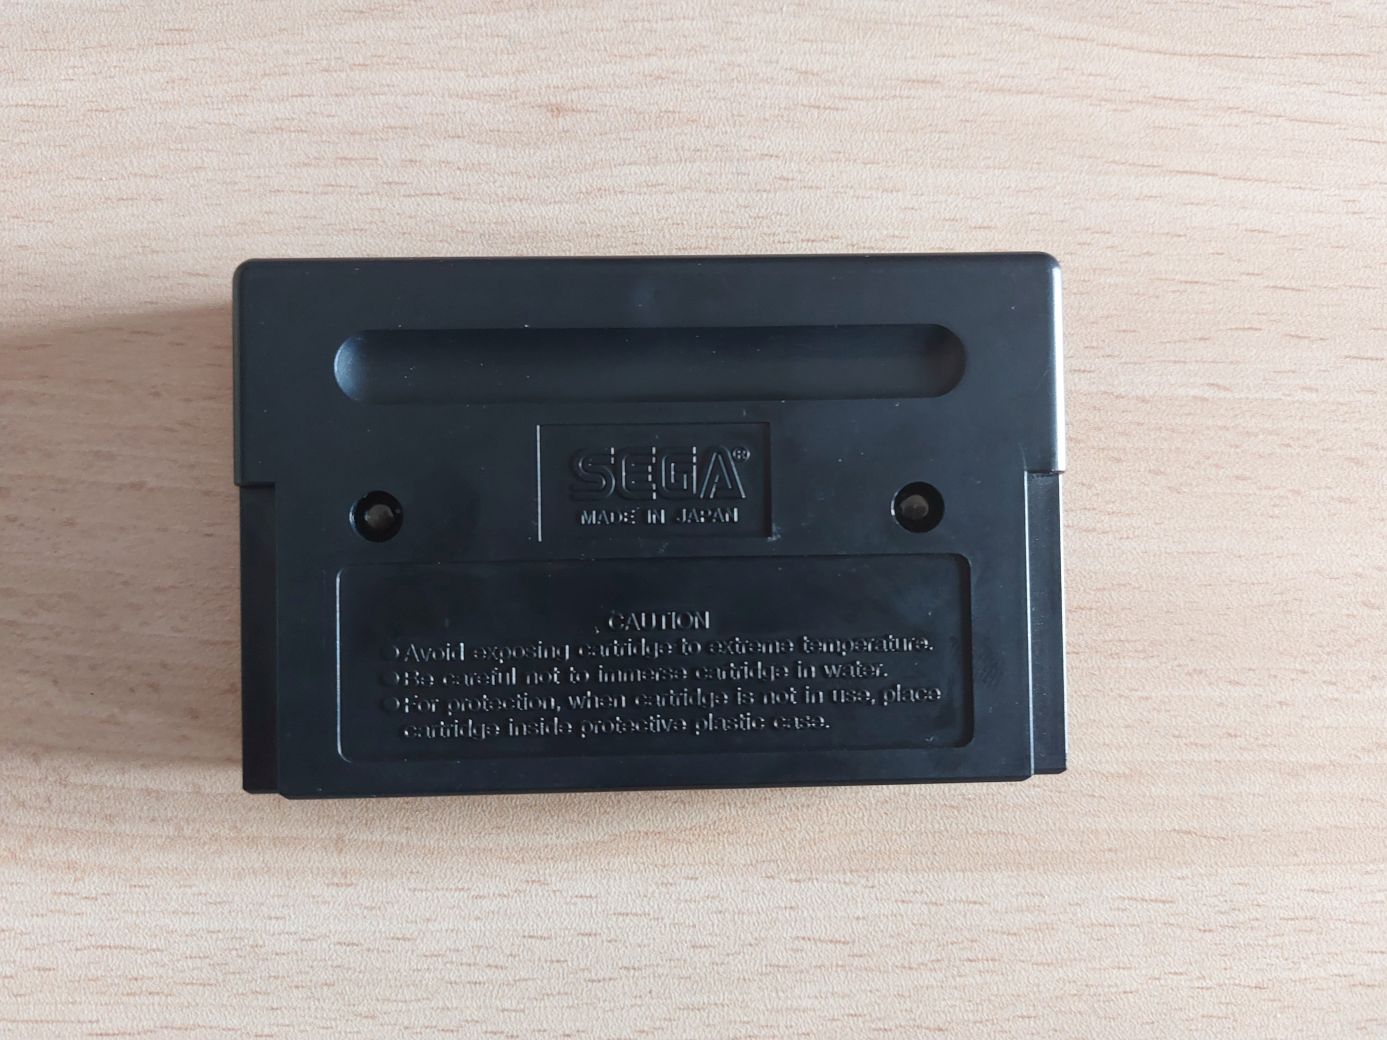 SEGA®
MADE IN JAPAN
CAUTION
Avoid exposing cartridge to extreme temperature.
Be careful not to immerse cartridge in water.
For protection, when cartridge is not in use, place
cartridge inside protective plastic case.